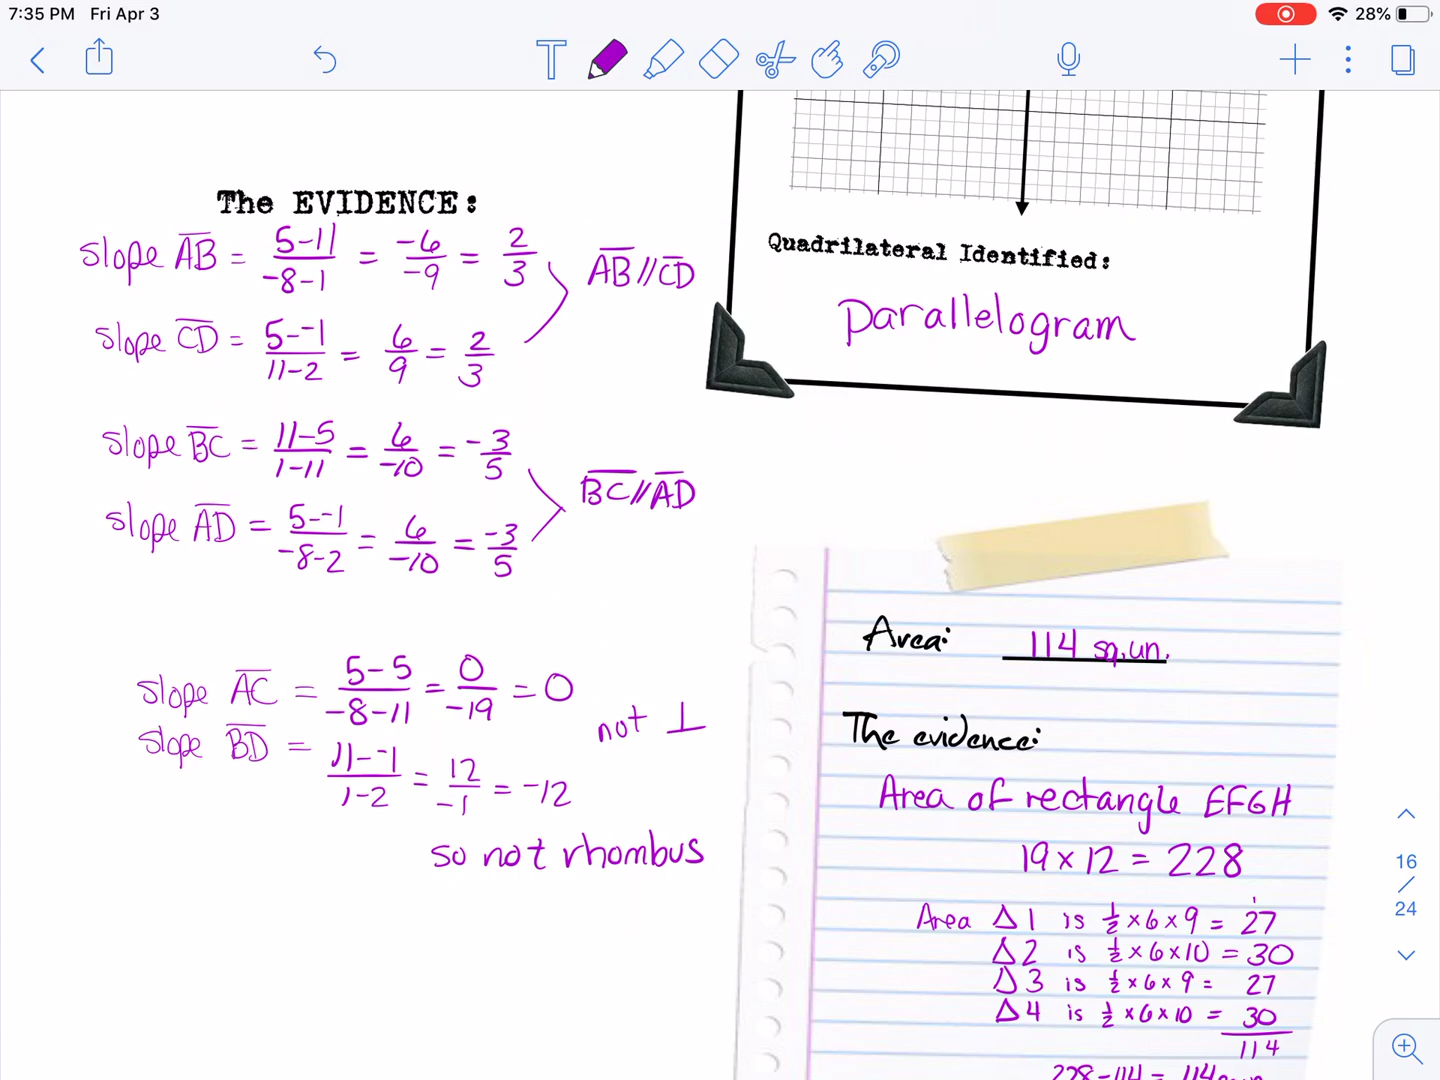 7:35 PM Fri Apr 3
28%
The EVIDENCE:
slope AB = 5-11/-8-1 = -6/-9 = 2/3
AB // CD
slope CD = 5--1/11-2 = 6/9 = 2/3
slope BC = 11-5/1-11 = 6/-10 = -3/5
BC // AD
slope AD = 5--1/-8-2 = 6/-10 = -3/5
slope AC = 5-5/-8-11 = 0/-19 = 0
not ⊥
slope BD = 11--1/1-2 = 12/-1 = -12
so not rhombus
Quadrilateral Identified:
Parallelogram
Area: 114 sq.un.
The evidence:
Area of rectangle EFGH
19 × 12 = 228
Area △1 is 1/2 × 6 × 9 = 27
△2 is 1/2 × 6 × 10 = 30
△3 is 1/2 × 6 × 9 = 27
△4 is 1/2 × 6 × 10 = 30
114
228-114 = 114
16
/
24